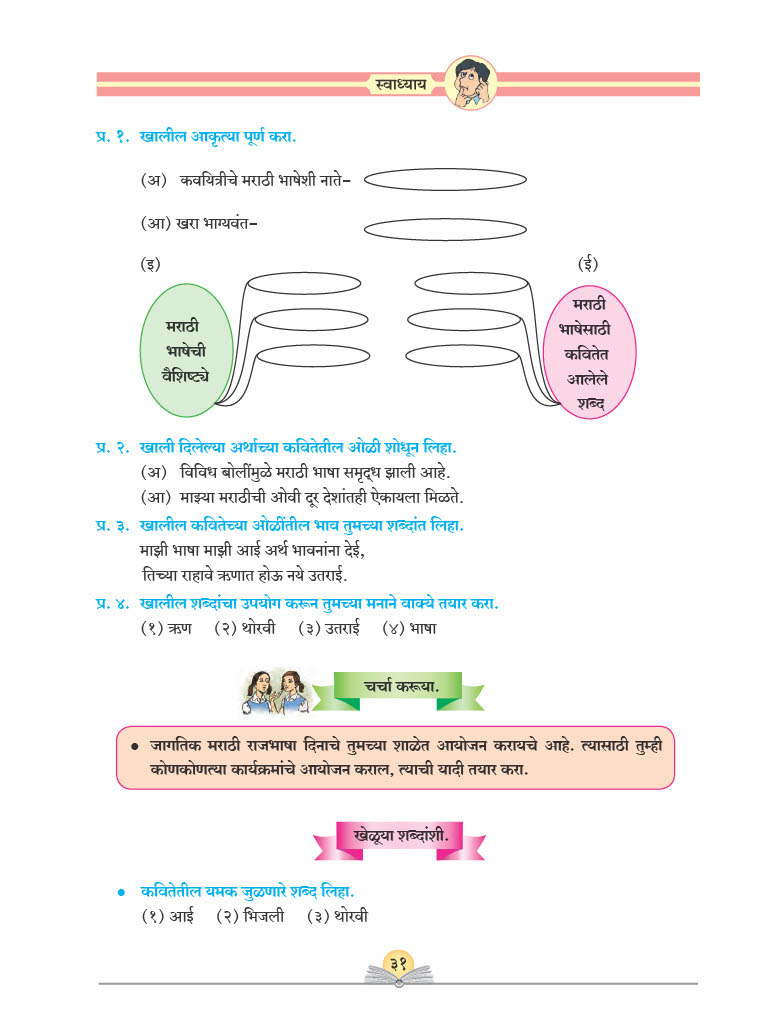 स्वाध्याय
प्र. १. खालील आकृत्या पूर्ण करा.
(अ) कवयित्रीचे मराठी भाषेशी नाते–
(आ) खरा भाग्यवंत–
(इ)
(ई)
मराठी
भाषेची
वैशिष्ट्ये
मराठी
भाषेसाठी
कवितेत
आलेले
शब्द
प्र. २. खाली दिलेल्या अर्थाच्या कवितेतील ओळी शोधून लिहा.
(अ) विविध बोलींमुळे मराठी भाषा समृद्ध झाली आहे.
(आ) माझ्या मराठीची ओवी दूर देशांतही ऐकायला मिळते.
प्र. ३. खालील कवितेच्या ओळींतील भाव तुमच्या शब्दांत लिहा.
माझी भाषा माझी आई अर्थ भावनांना देई,
तिच्या राहावे ऋणात होऊ नये उतराई.
प्र. ४. खालील शब्दांचा उपयोग करून तुमच्या मनाने वाक्ये तयार करा.
(१) ऋण (२) थोरवी (३) उतराई (४) भाषा
चर्चा करूया.
● जागतिक मराठी राजभाषा दिनाचे तुमच्या शाळेत आयोजन करायचे आहे. त्यासाठी तुम्ही
कोणकोणत्या कार्यक्रमांचे आयोजन कराल, त्याची यादी तयार करा.
खेळूया शब्दांशी.
● कवितेतील यमक जुळणारे शब्द लिहा.
(१) आई (२) भिजली (३) थोरवी
३१